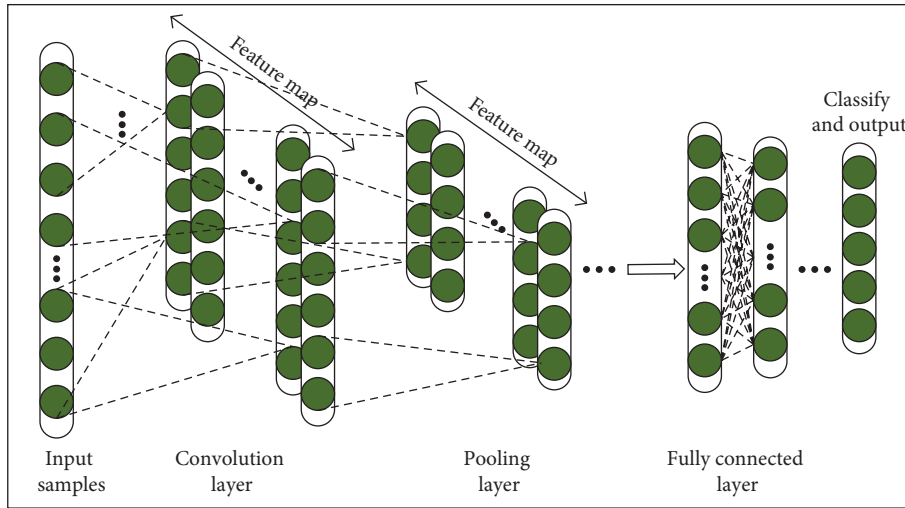 Feature map
Feature map
Classify
and output
Input
samples
Convolution
layer
Pooling
layer
Fully connected
layer